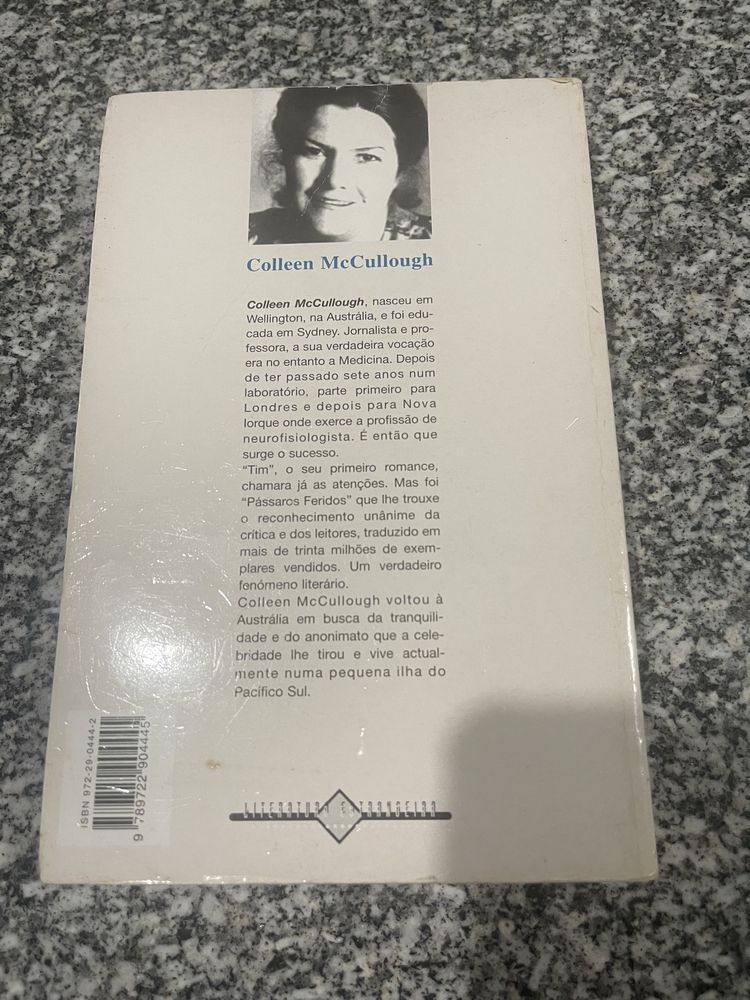 Colleen McCullough
Colleen McCullough, nasceu em
Wellington, na Austrália, e foi edu-
cada em Sydney. Jornalista e pro-
fessora, a sua verdadeira vocação
era no entanto a Medicina. Depois
de ter passado sete anos num
laboratório, parte primeiro para
Londres e depois para Nova
Iorque onde exerce a profissão de
neurofisiologista. É então que
surge o sucesso.
"Tim", o seu primeiro romance,
chamara já as atenções. Mas foi
"Pássaros Feridos" que lhe trouxe
o reconhecimento unânime da
crítica e dos leitores, traduzido em
mais de trinta milhões de exem-
plares vendidos. Um verdadeiro
fenómeno literário.
Colleen McCullough voltou à
Austrália em busca da tranquili-
dade e do anonimato que a cele-
bridade lhe tirou e vive actual-
mente numa pequena ilha do
Pacífico Sul.
ISBN 972-29-0444-2
9 789722 904445
LITERATURA ESTRANGEIRA